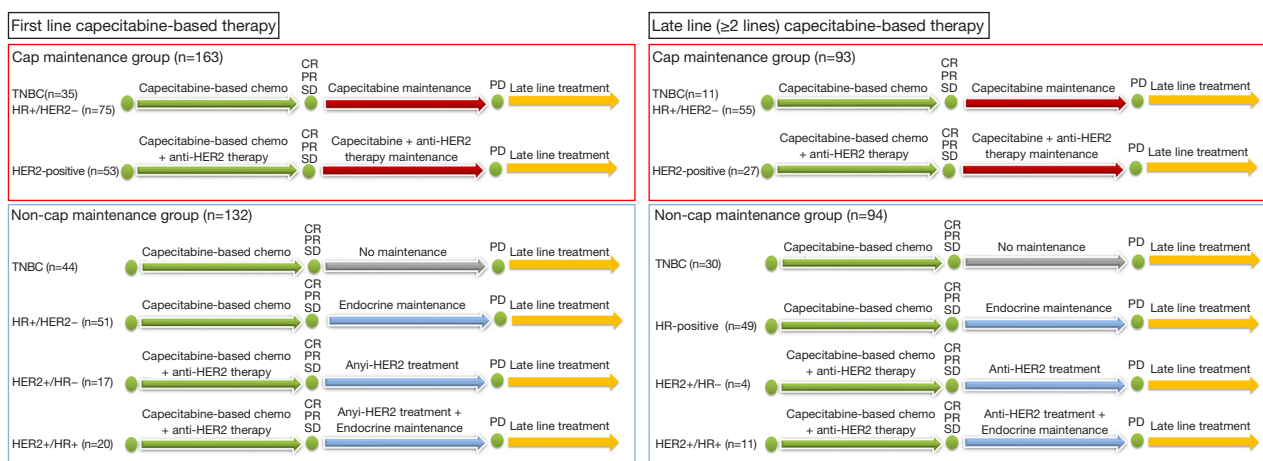 First line capecitabine-based therapy
Cap maintenance group (n=163)
TNBC(n=35)
HR+/HER2− (n=75)
Capecitabine-based chemo
CR
PR
SD
Capecitabine maintenance
PD
Late line treatment
HER2-positive (n=53)
Capecitabine-based chemo
+ anti-HER2 therapy
CR
PR
SD
Capecitabine + anti-HER2
therapy maintenance
PD
Late line treatment
Non-cap maintenance group (n=132)
TNBC (n=44)
Capecitabine-based chemo
CR
PR
SD
No maintenance
PD
Late line treatment
HR+/HER2− (n=51)
Capecitabine-based chemo
CR
PR
SD
Endocrine maintenance
PD
Late line treatment
HER2+/HR− (n=17)
Capecitabine-based chemo
+ anti-HER2 therapy
CR
PR
SD
Anyi-HER2 treatment
PD
Late line treatment
HER2+/HR+ (n=20)
Capecitabine-based chemo
+ anti-HER2 therapy
CR
PR
SD
Anyi-HER2 treatment +
Endocrine maintenance
PD
Late line treatment
Late line (≥2 lines) capecitabine-based therapy
Cap maintenance group (n=93)
TNBC(n=11)
HR+/HER2− (n=55)
Capecitabine-based chemo
CR
PR
SD
Capecitabine maintenance
PD
Late line treatment
HER2-positive (n=27)
Capecitabine-based chemo
+ anti-HER2 therapy
CR
PR
SD
Capecitabine + anti-HER2
therapy maintenance
PD
Late line treatment
Non-cap maintenance group (n=94)
TNBC (n=30)
Capecitabine-based chemo
CR
PR
SD
No maintenance
PD
Late line treatment
HR-positive (n=49)
Capecitabine-based chemo
CR
PR
SD
Endocrine maintenance
PD
Late line treatment
HER2+/HR− (n=4)
Capecitabine-based chemo
+ anti-HER2 therapy
CR
PR
SD
Anti-HER2 treatment
PD
Late line treatment
HER2+/HR+ (n=11)
Capecitabine-based chemo
+ anti-HER2 therapy
CR
PR
SD
Anti-HER2 treatment +
Endocrine maintenance
PD
Late line treatment